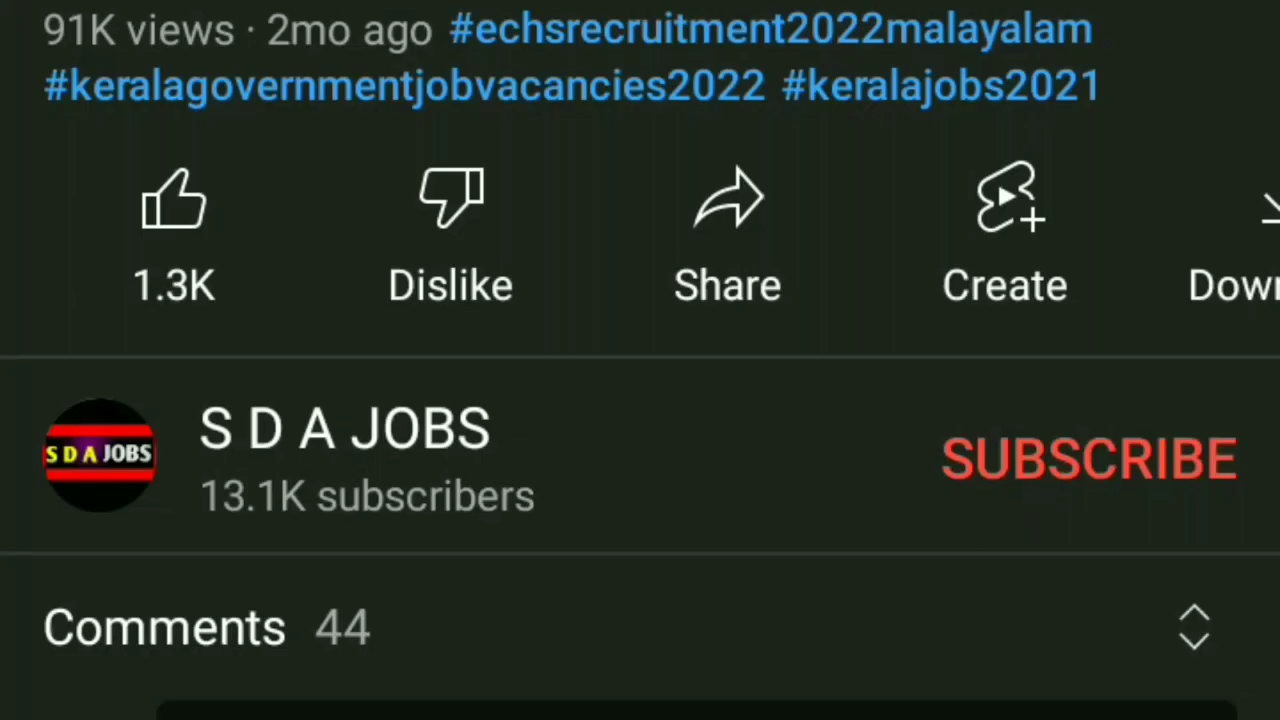 91K views · 2mo ago #echsrecruitment2022malayalam
#keralagovernmentjobvacancies2022 #keralajobs2021
1.3K Dislike Share Create Down
S D A JOBS
S D A JOBS
13.1K subscribers
SUBSCRIBE
Comments 44